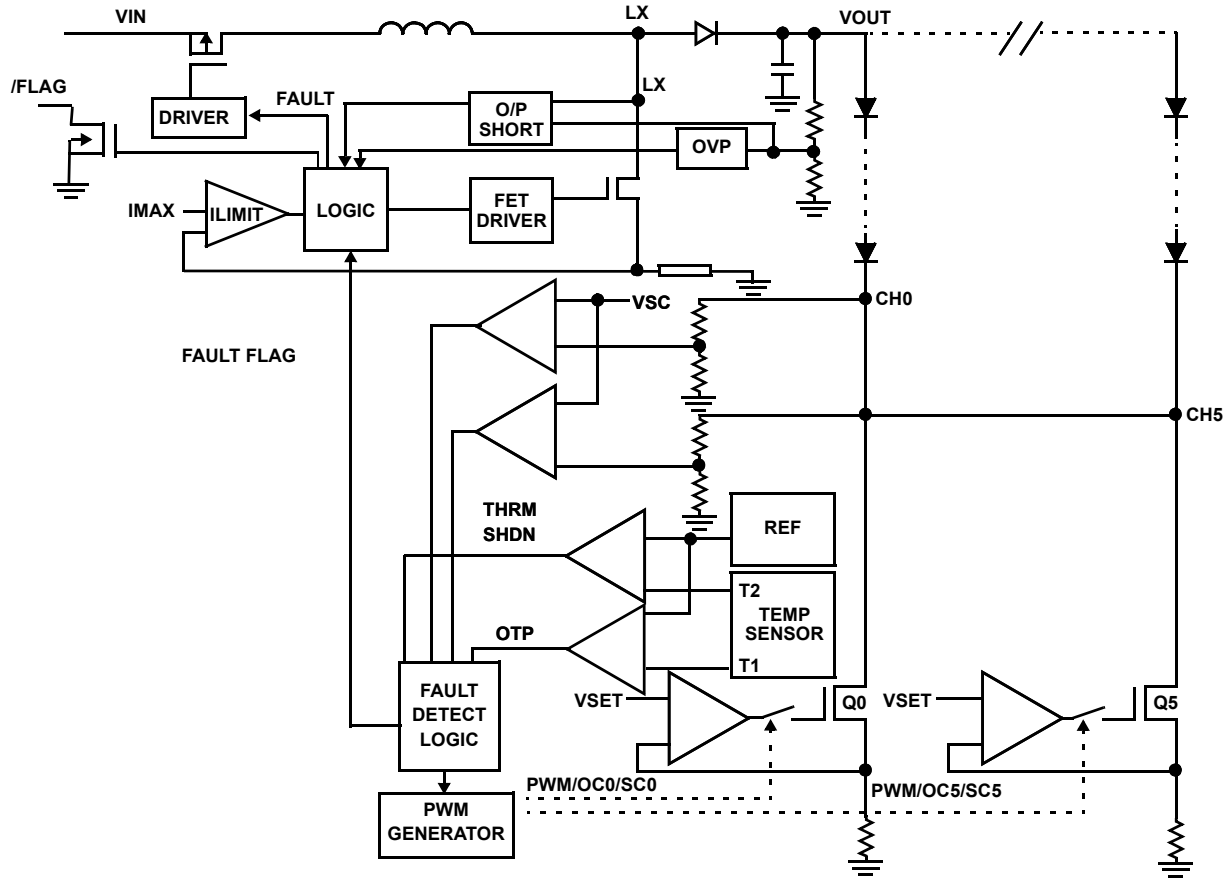 VIN
LX
VOUT
/FLAG
DRIVER
FAULT
O/P
SHORT
LX
OVP
IMAX
ILIMIT
LOGIC
FET
DRIVER
VSC
CH0
FAULT FLAG
CH5
THRM
SHDN
REF
T2
TEMP
SENSOR
OTP
T1
FAULT
DETECT
LOGIC
VSET
Q0
VSET
Q5
PWM/OC0/SC0
PWM/OC5/SC5
PWM
GENERATOR